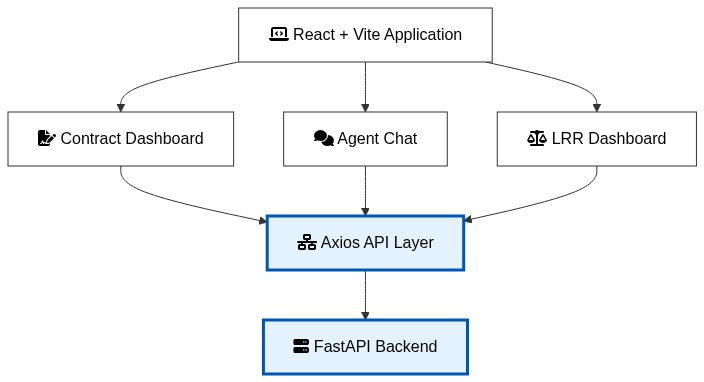 React + Vite Application
Contract Dashboard
Agent Chat
LRR Dashboard
Axios API Layer
FastAPI Backend